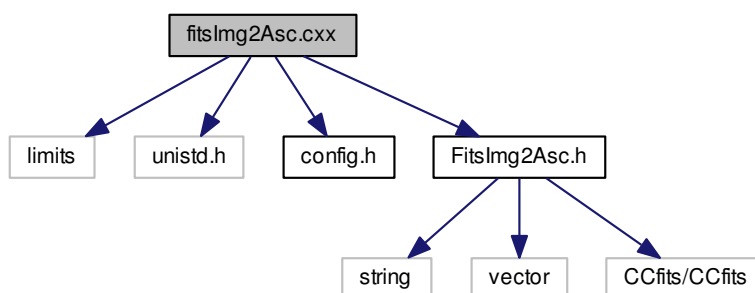 fitsImg2Asc.cxx
limits
unistd.h
config.h
FitsImg2Asc.h
string
vector
CCfits/CCfits